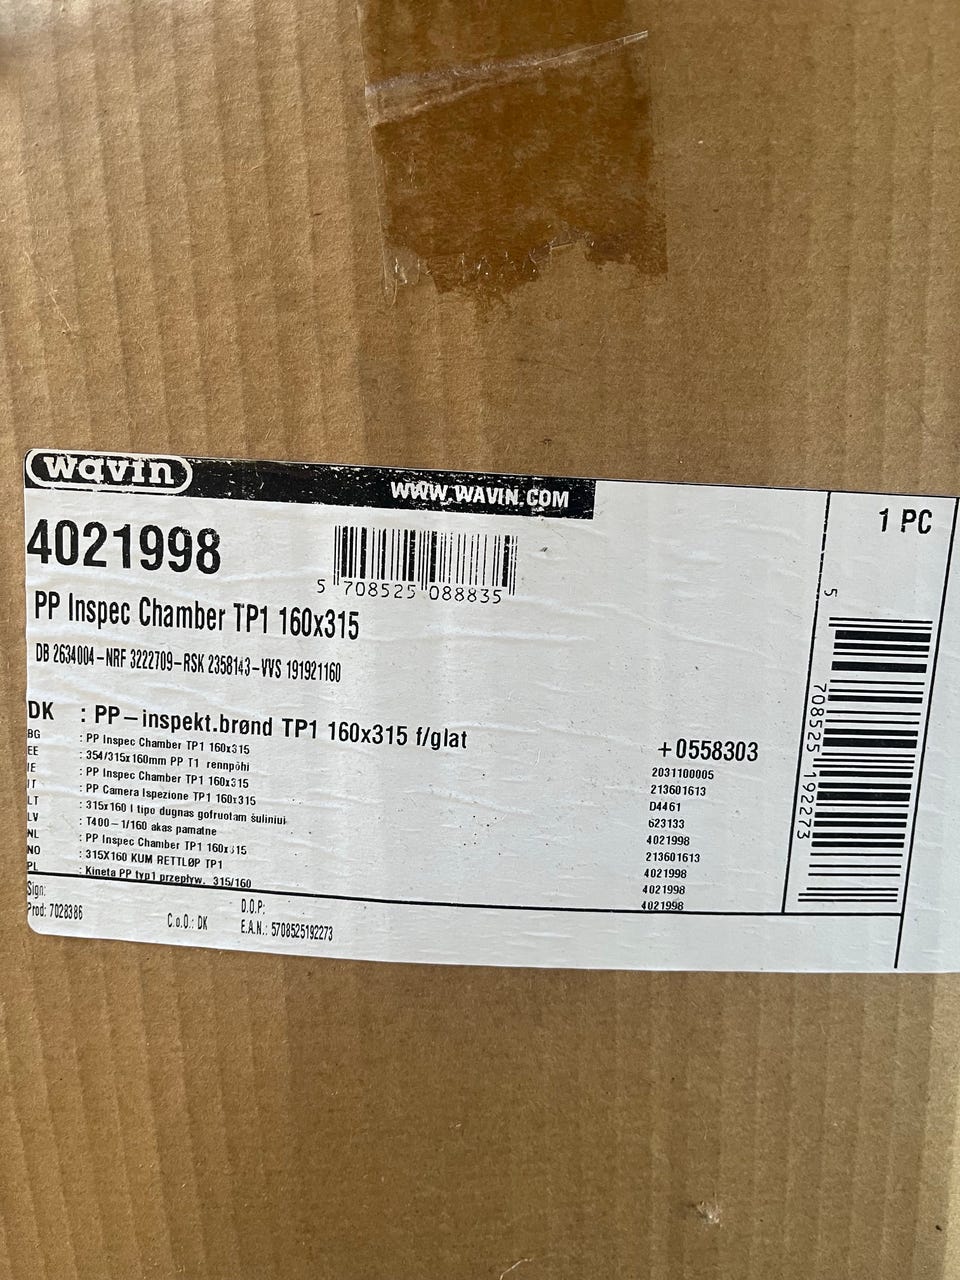 wavin
WWW.WAVIN.COM
4021998
5 708525 088835
1 PC
PP Inspec Chamber TP1 160x315
DB 2634004-NRF 3222709-RSK 2358143-VVS 191921160
DK : PP-inspekt.brønd TP1 160x315 f/glat +0558303
BG : PP Inspec Chamber TP1 160x315 2031100005
EE : 354/315x160mm PP T1 rennpõhi 213601613
IE : PP Inspec Chamber TP1 160x315 D4461
IT : PP Camera Ispezione TP1 160x315 623133
LT : 315x160 I tipo dugnas gofruotam šuliniui 4021998
LV : T400-1/160 akas pamatne 213601613
NL : PP Inspec Chamber TP1 160x315 4021998
NO : 315X160 KUM RETTLØP TP1 4021998
PL : Kineta PP typ1 przepływ. 315/160 4021998
Sign:
Prod: 7028386
C.o.O.: DK
D.O.P:
E.A.N.: 5708525192273
5 708525 192273